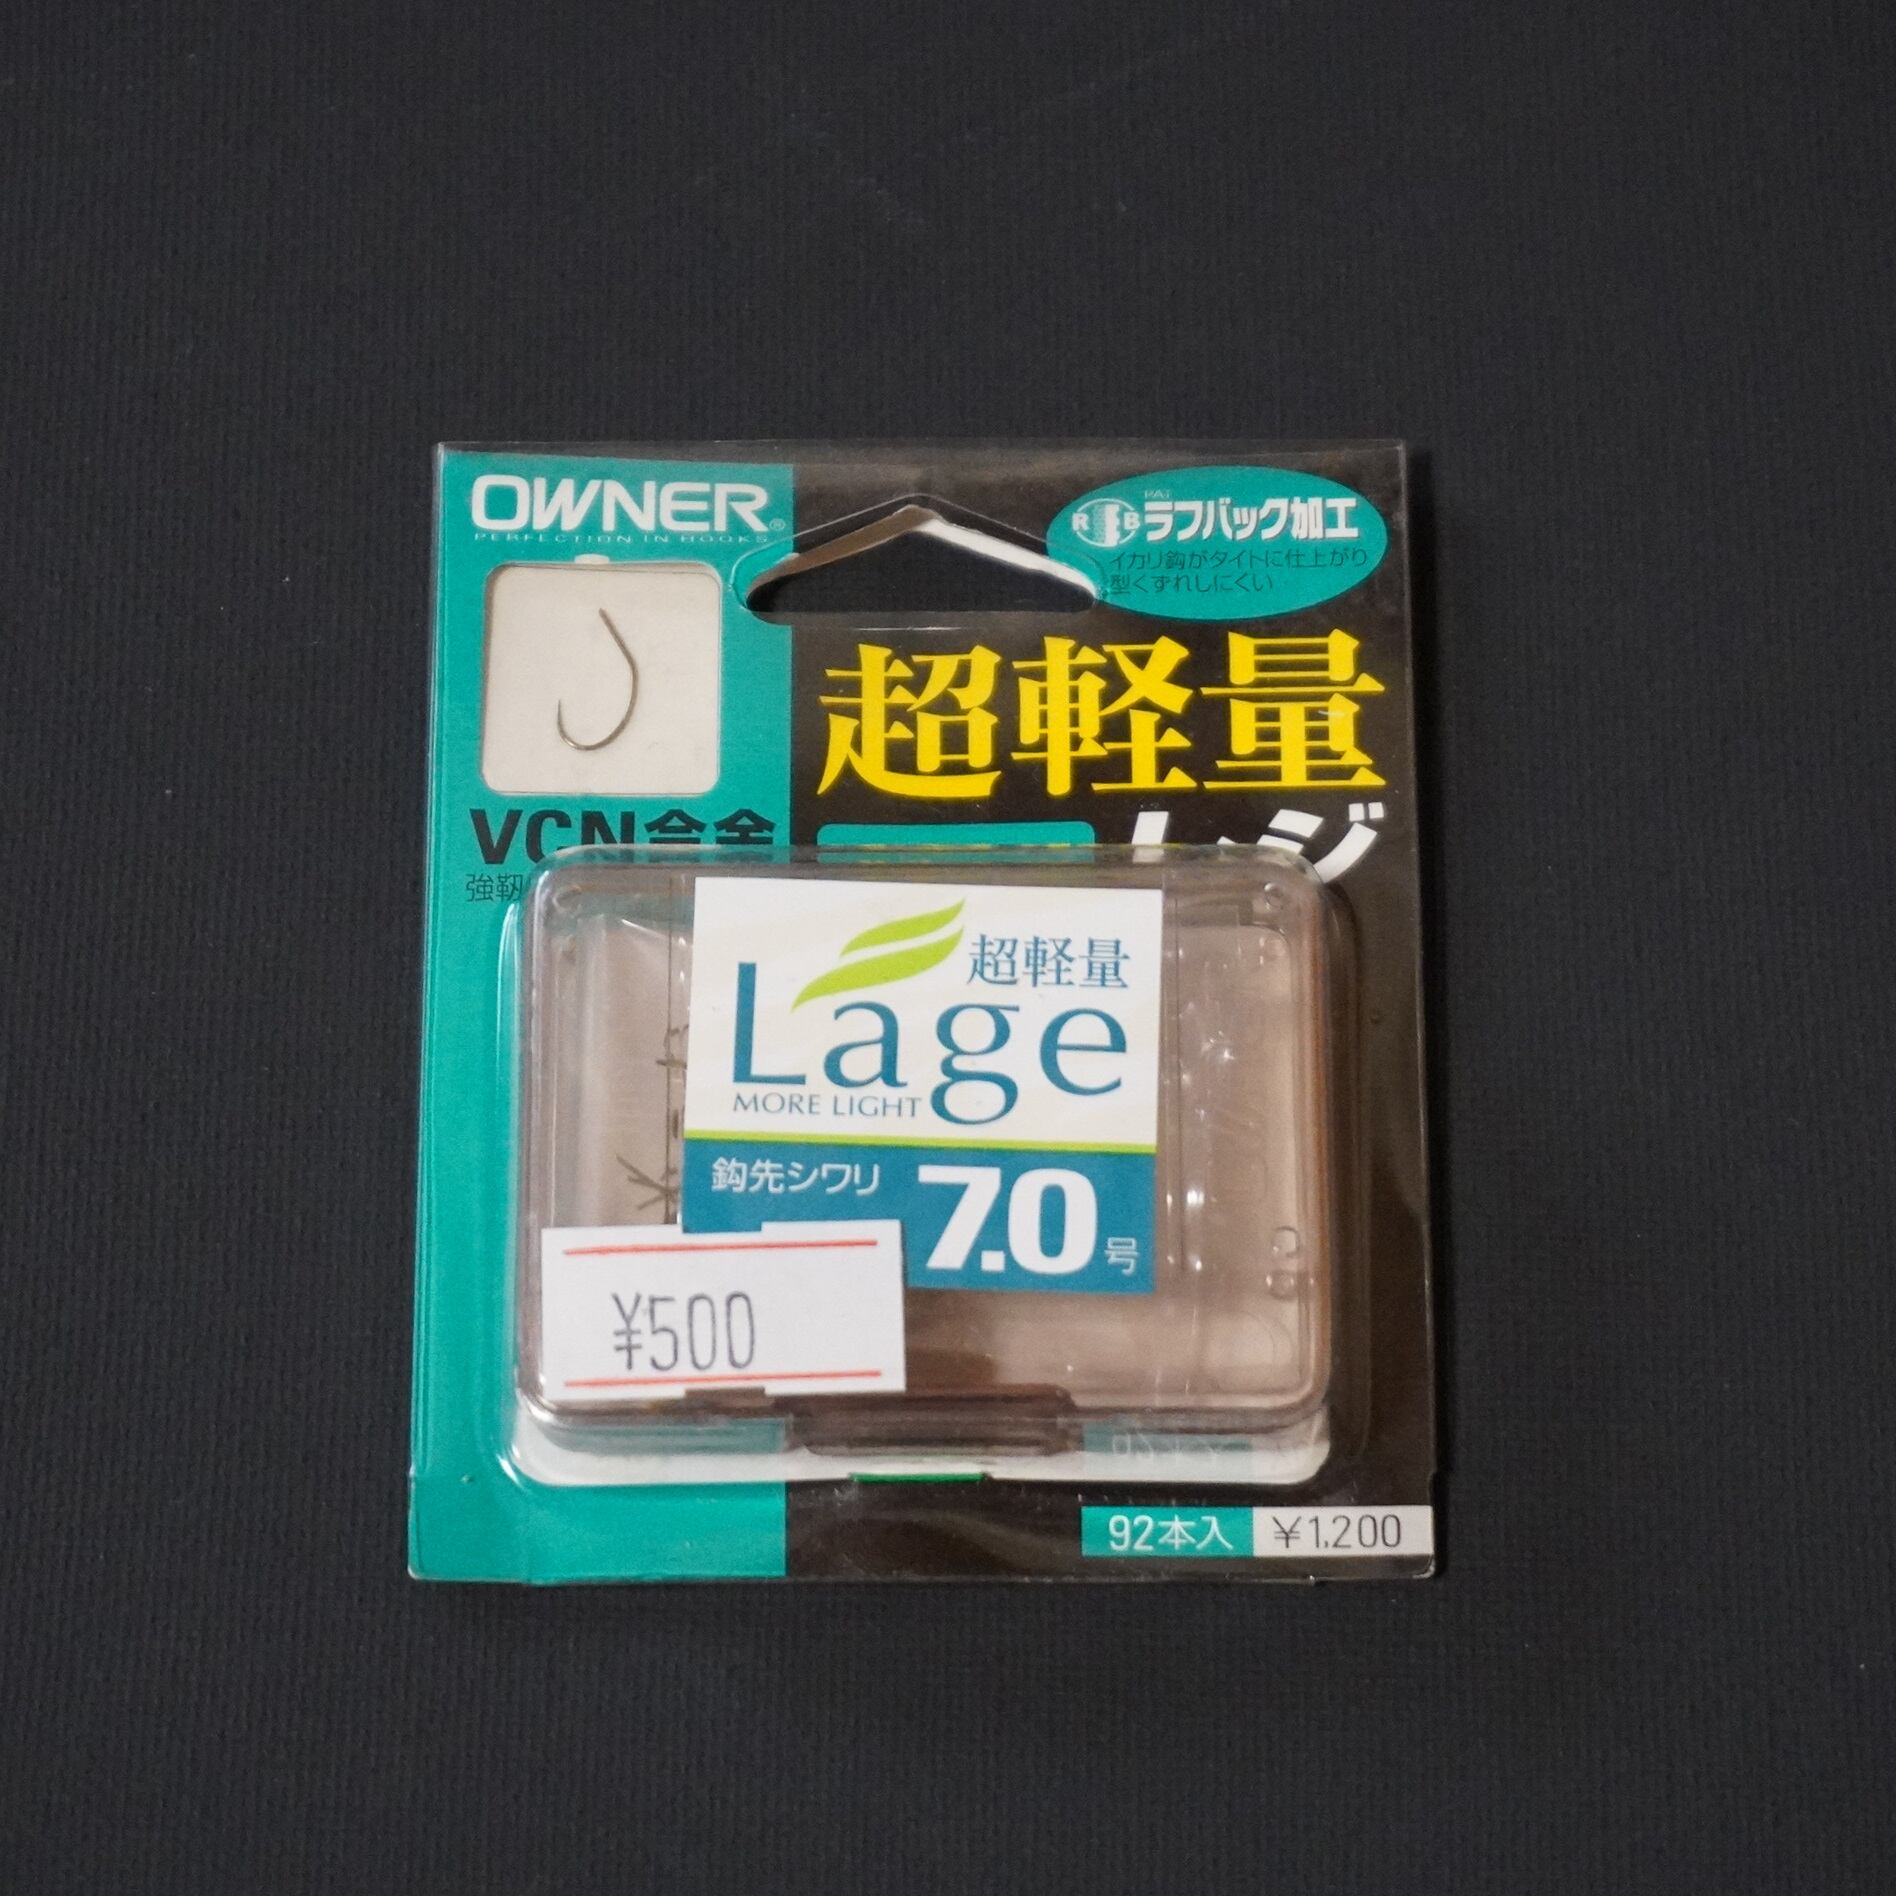 OWNER®
PERFECTION IN HOOKS
PAT
RB ラフバック加工
イカリ鈎がタイトに仕上がり
型くずれしにくい
超軽量
VCN合金
強靭
超軽量
Lage
MORE LIGHT
鈎先シワリ
7.0号
¥500
92本入
¥1,200